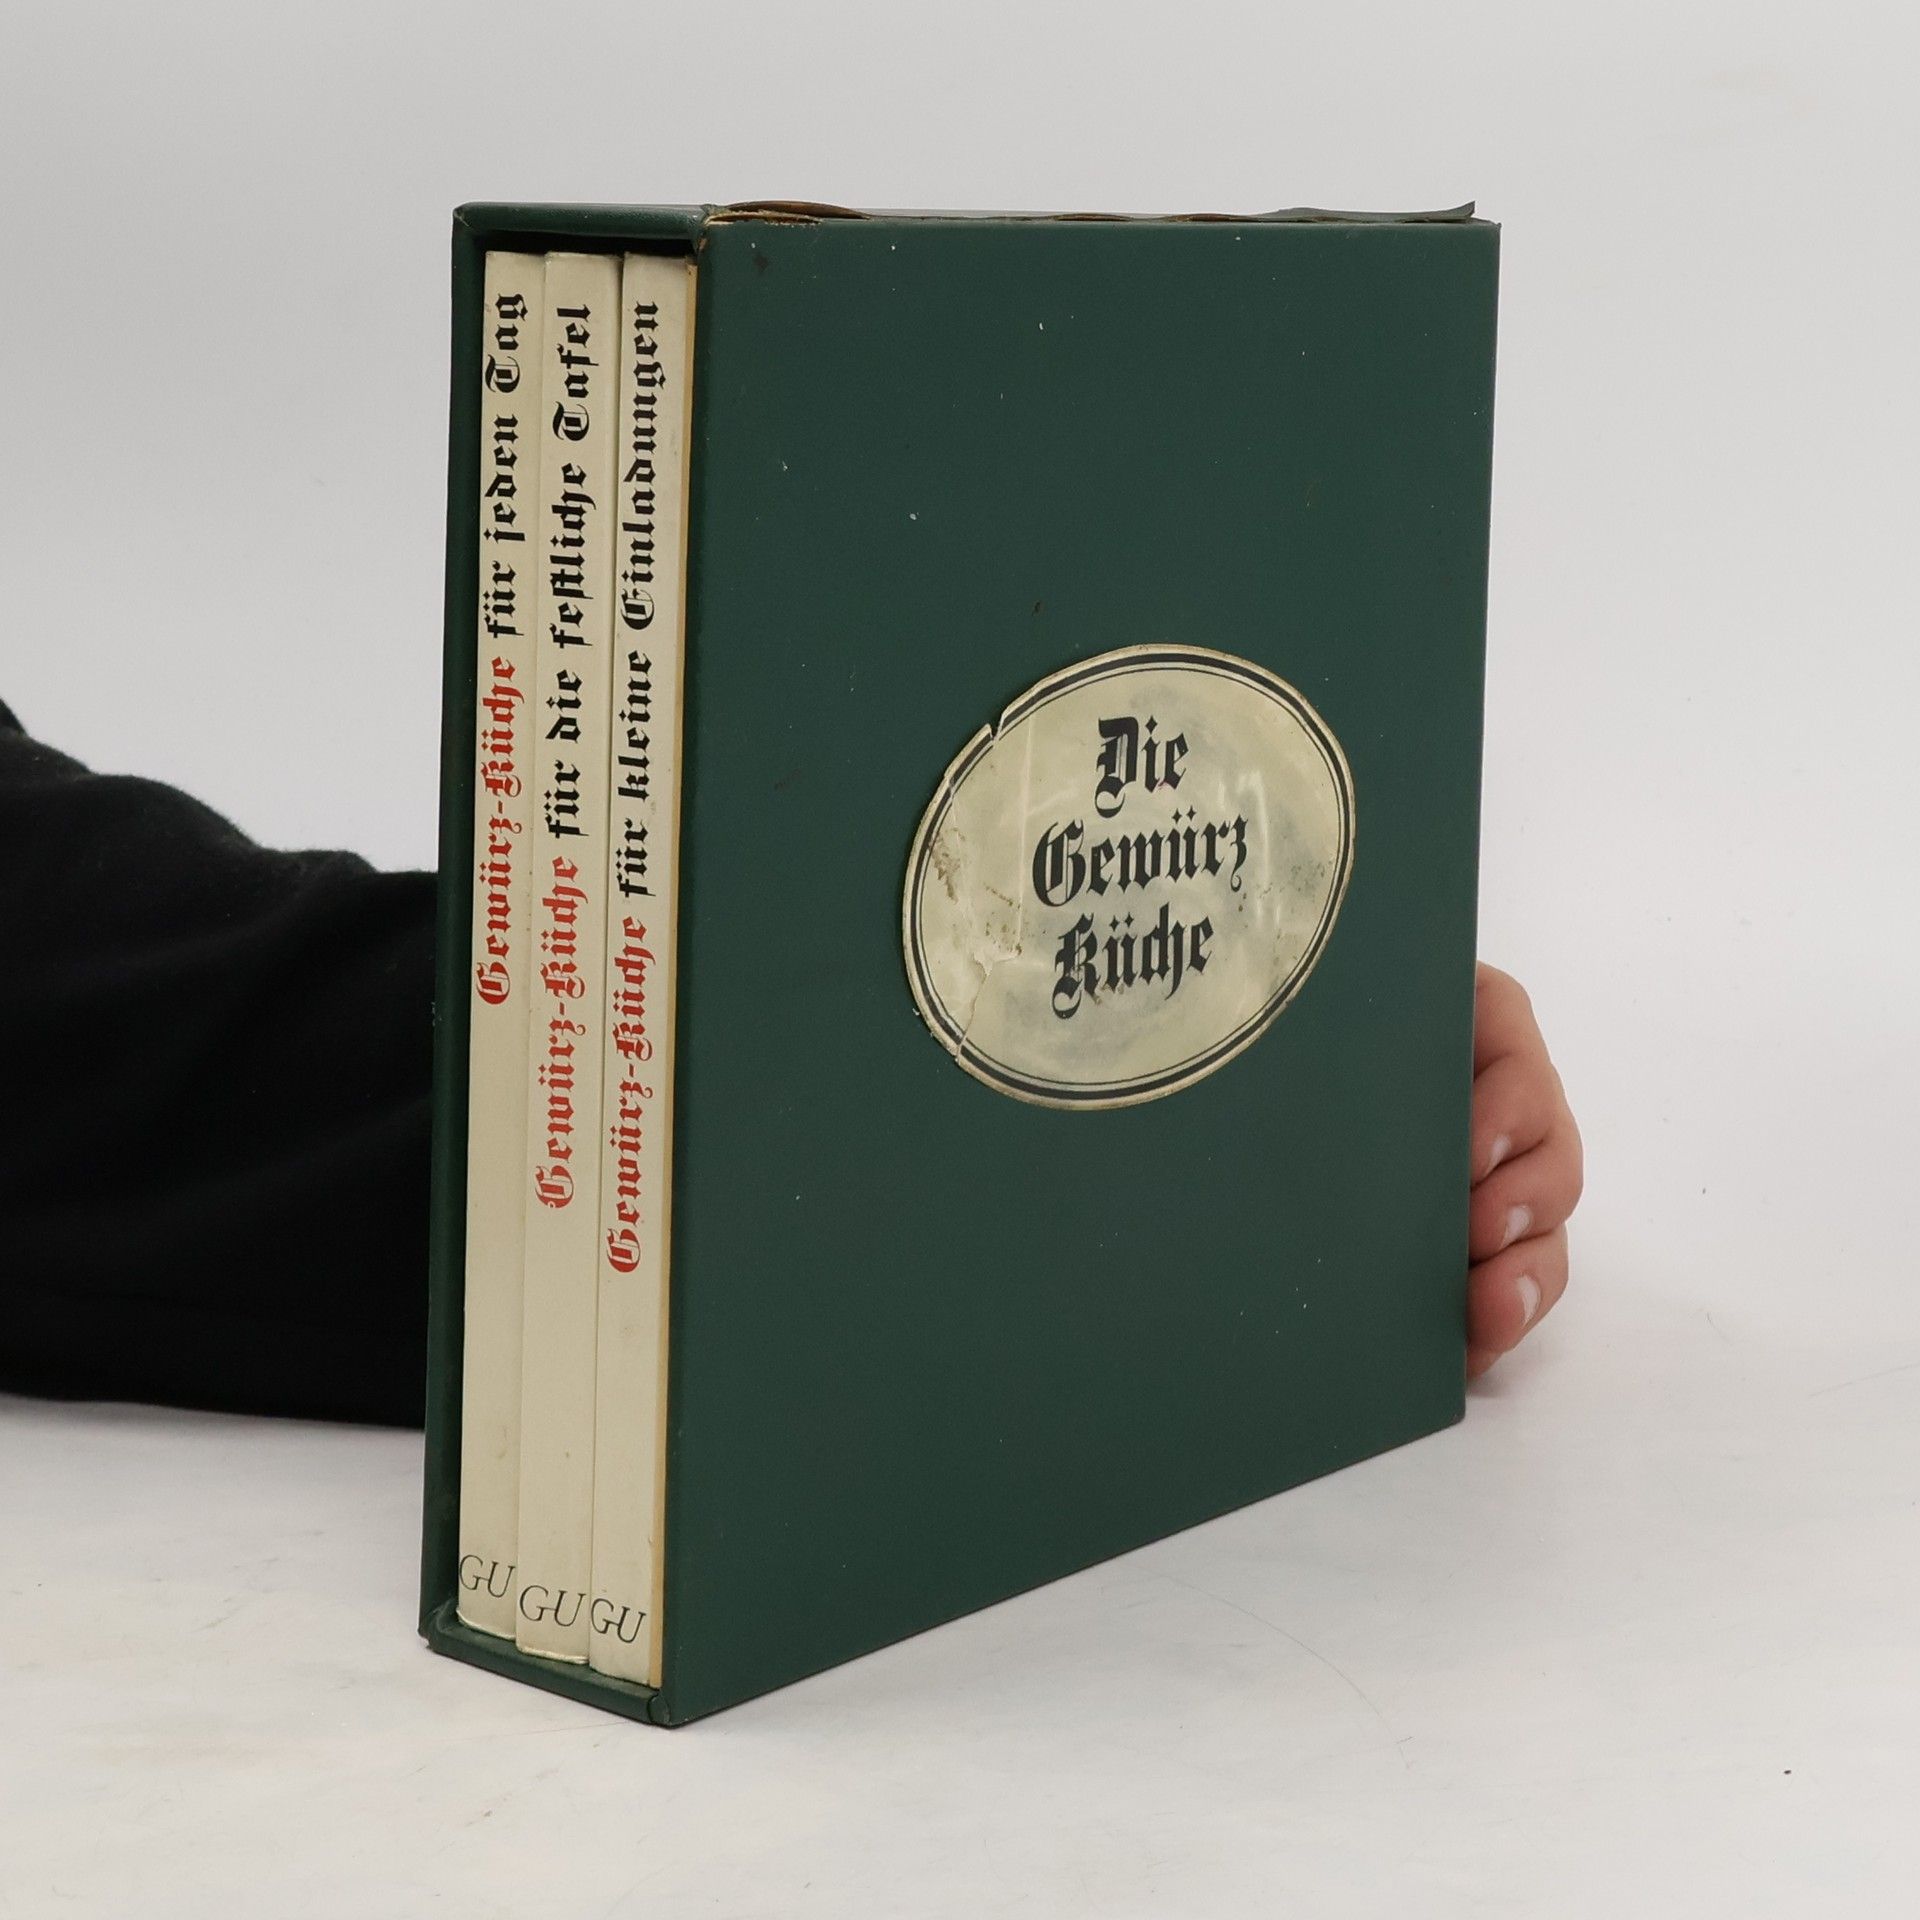 Gewürz-Küche für jeden Tag
GU
Gewürz-Küche für die festliche Tafel
GU
Gewürz-Küche für kleine Einladungen
GU
Die
Gewürz
Küche